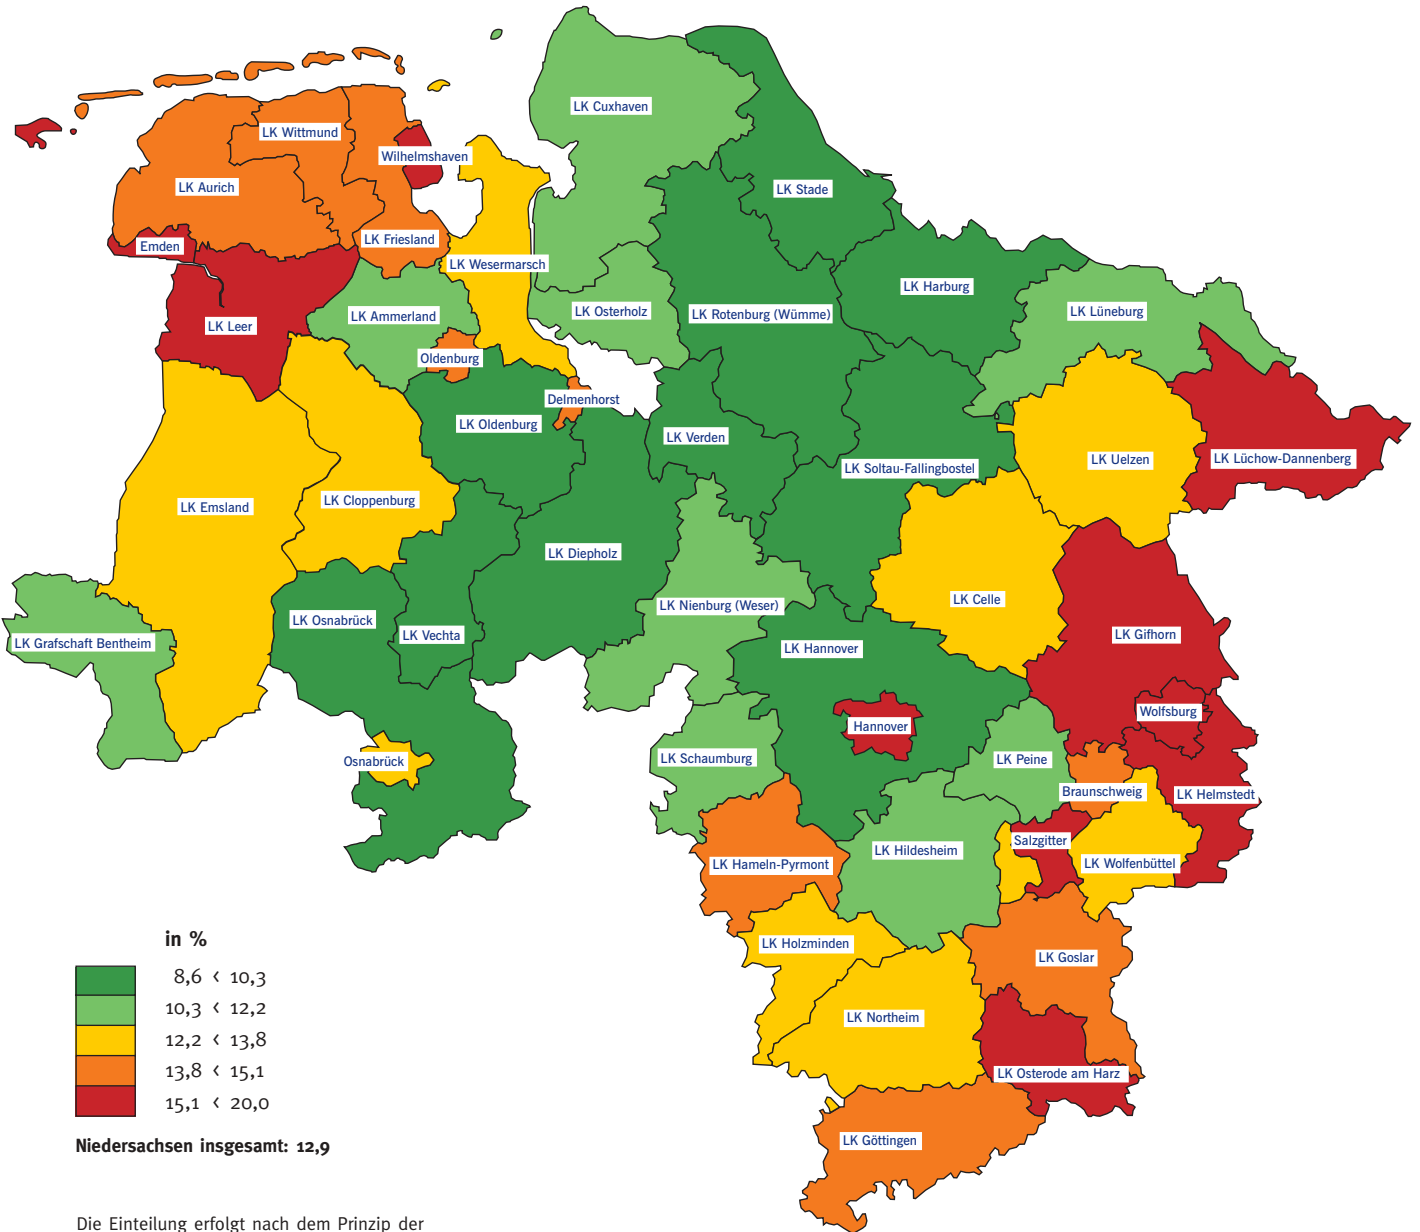 LK Cuxhaven
LK Wittmund
Wilhelmshaven
LK Aurich
LK Stade
Emden
LK Friesland
LK Wesermarsch
LK Harburg
LK Ammerland
LK Osterholz
LK Rotenburg (Wümme)
LK Lüneburg
LK Leer
Oldenburg
Delmenhorst
LK Oldenburg
LK Verden
LK Uelzen
LK Lüchow-Dannenberg
LK Soltau-Fallingbostel
LK Emsland
LK Cloppenburg
LK Diepholz
LK Celle
LK Nienburg (Weser)
LK Osnabrück
LK Vechta
LK Gifhorn
LK Grafschaft Bentheim
LK Hannover
Wolfsburg
Hannover
Osnabrück
LK Schaumburg
LK Peine
Braunschweig
LK Helmstedt
Salzgitter
LK Hildesheim
LK Hameln-Pyrmont
LK Wolfenbüttel
LK Holzminden
LK Goslar
LK Northeim
LK Osterode am Harz
LK Göttingen
in %
8,6 < 10,3
10,3 < 12,2
12,2 < 13,8
13,8 < 15,1
15,1 < 20,0
Niedersachsen insgesamt: 12,9
Die Einteilung erfolgt nach dem Prinzip der